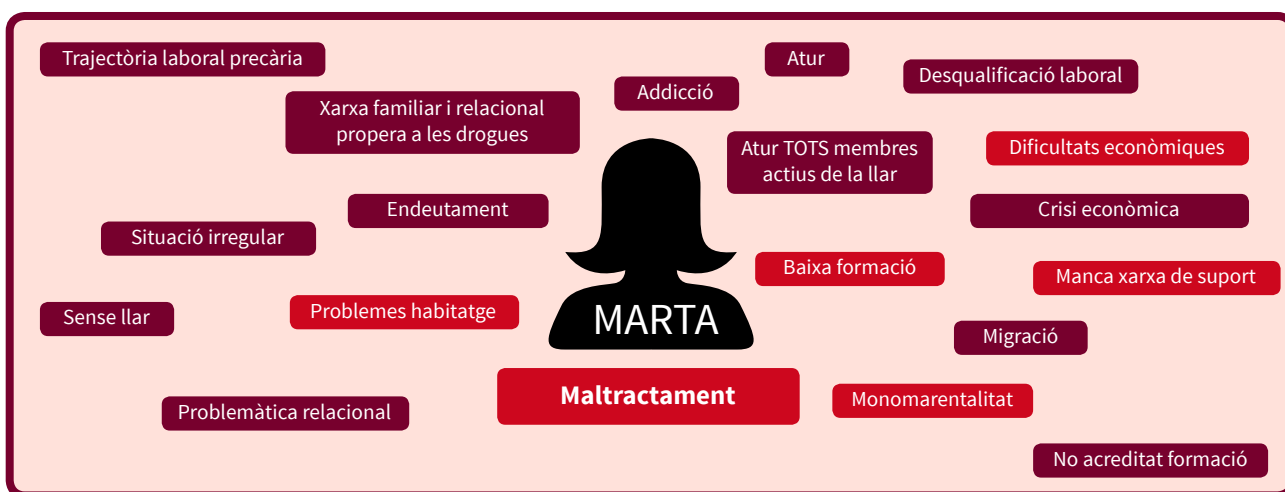 Trajectòria laboral precària
Atur
Desqualificació laboral
Addicció
Xarxa familiar i relacional
propera a les drogues
Atur TOTS membres
actius de la llar
Dificultats econòmiques
Endeutament
Crisi econòmica
Situació irregular
Baixa formació
Manca xarxa de suport
Problemes habitatge
Sense llar
MARTA
Migració
Maltractament
Monomarentalitat
Problemàtica relacional
No acreditat formació